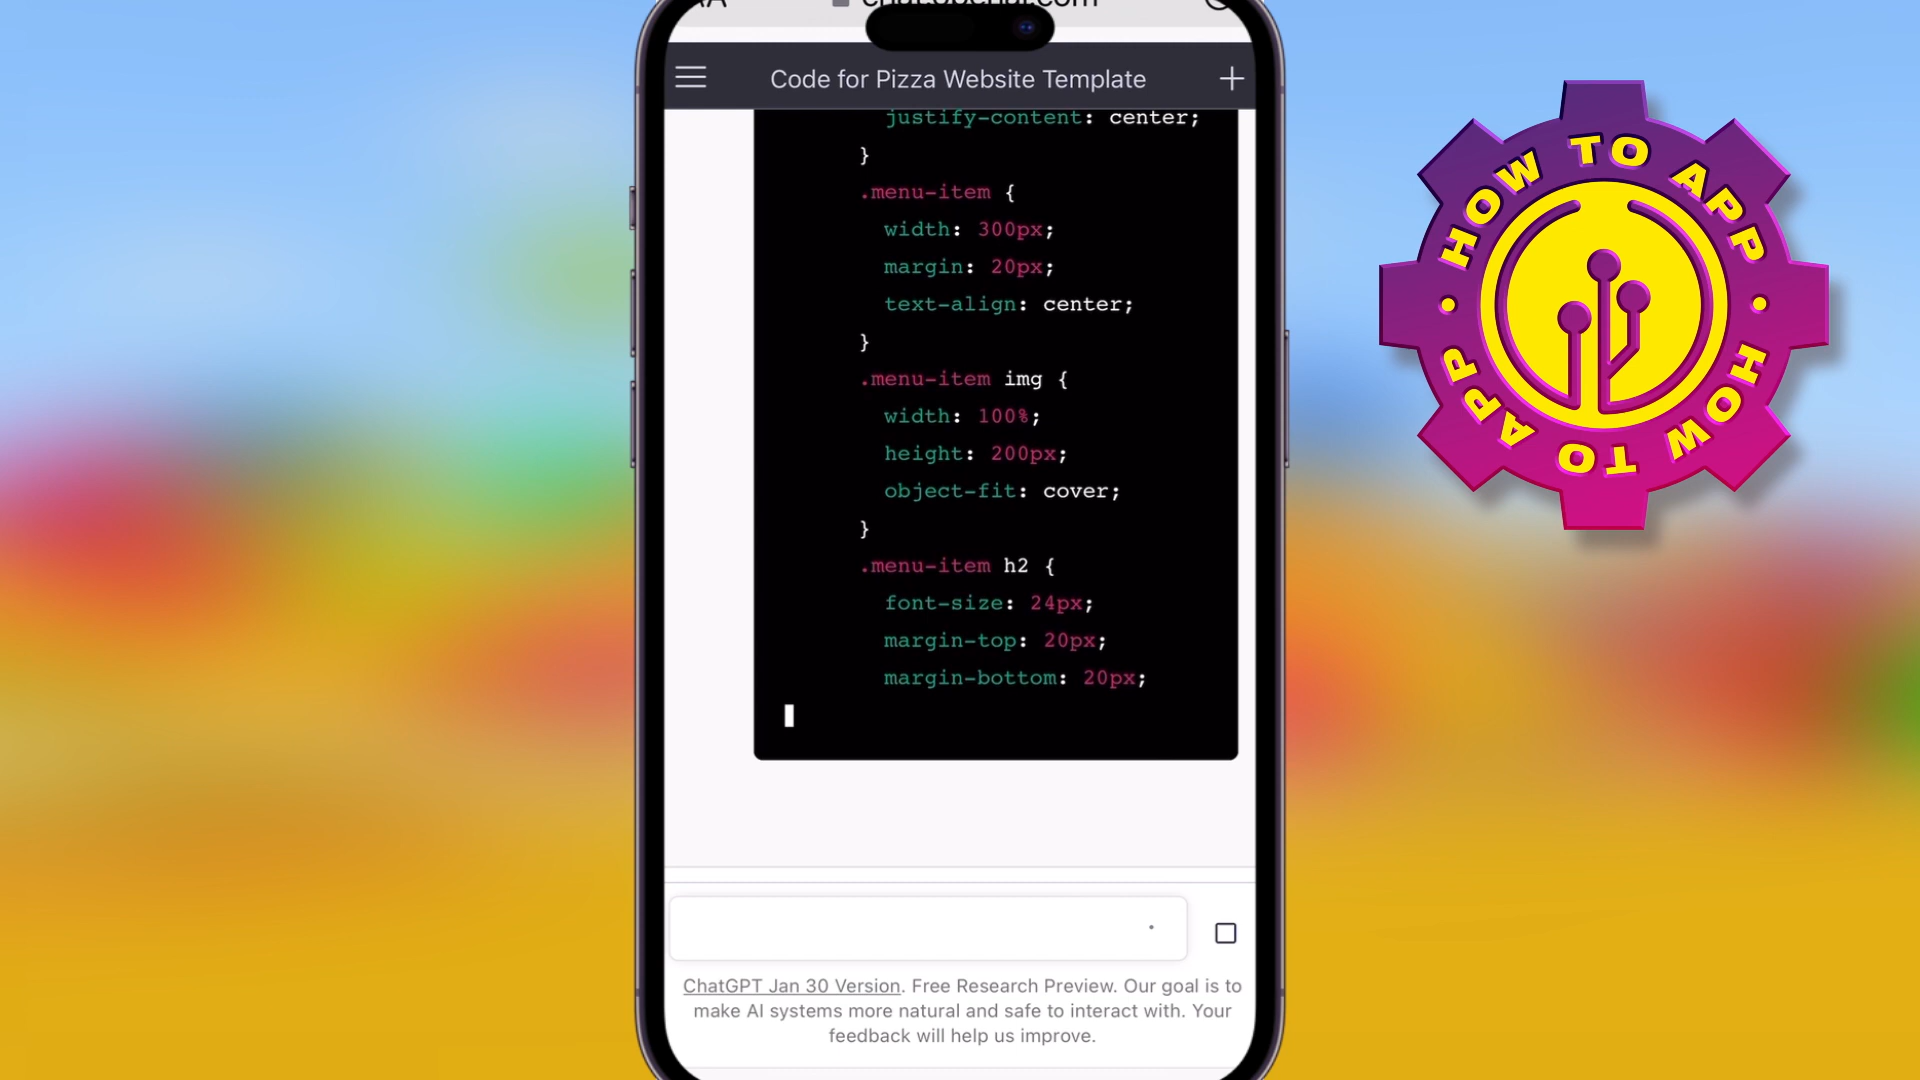 Code for Pizza Website Template
justify-content: center;
}
.menu-item {
width: 300px;
margin: 20px;
text-align: center;
}
.menu-item img {
width: 100%;
height: 200px;
object-fit: cover;
}
.menu-item h2 {
font-size: 24px;
margin-top: 20px;
margin-bottom: 20px;
ChatGPT Jan 30 Version. Free Research Preview. Our goal is to
make AI systems more natural and safe to interact with. Your
feedback will help us improve.
HOW TO APP
HOW TO APP